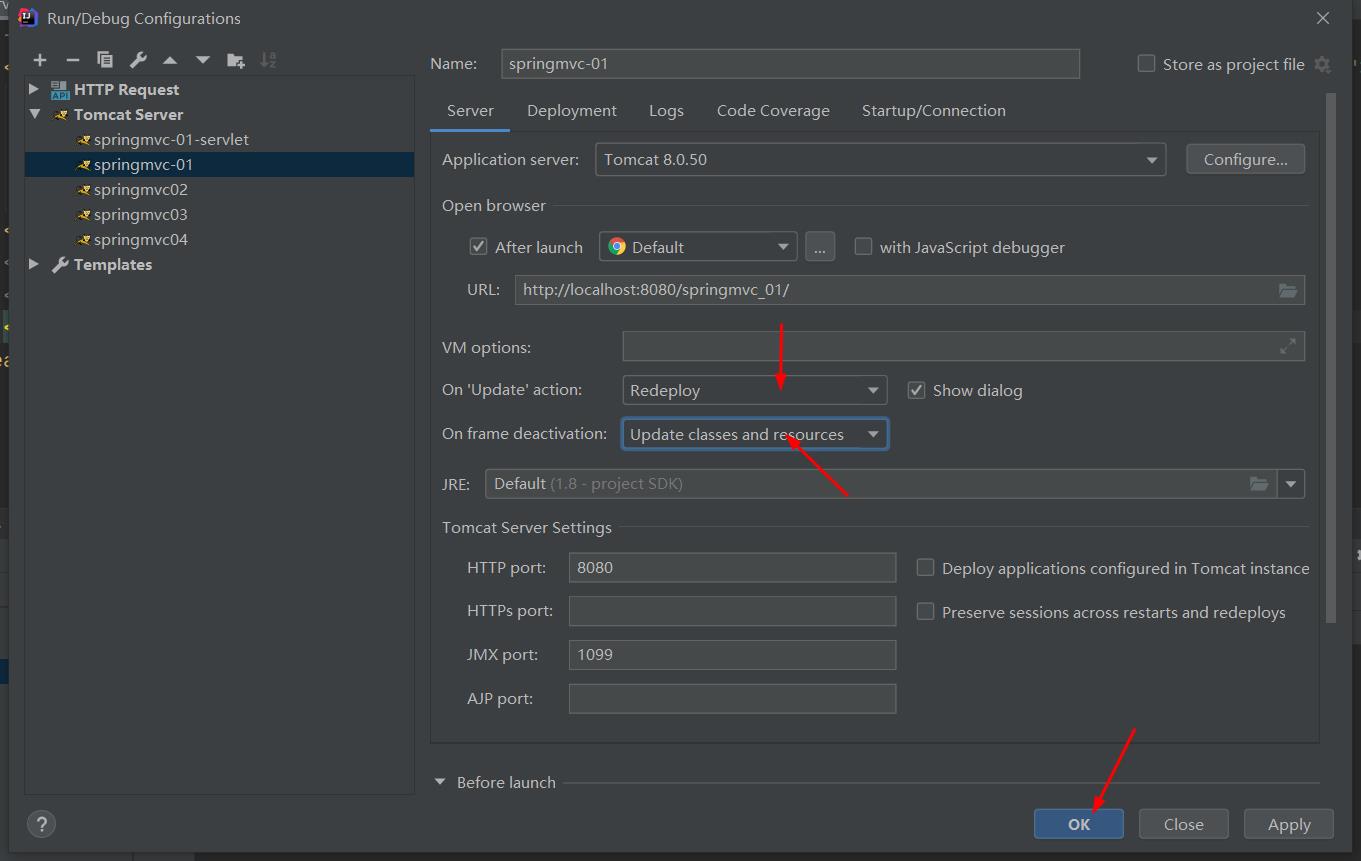 Run/Debug Configurations
Name: springmvc-01
Store as project file
API HTTP Request
Tomcat Server
springmvc-01-servlet
springmvc-01
springmvc02
springmvc03
springmvc04
Templates
Server Deployment Logs Code Coverage Startup/Connection
Application server: Tomcat 8.0.50 Configure...
Open browser
After launch Default ... with JavaScript debugger
URL: http://localhost:8080/springmvc_01/
VM options:
On 'Update' action: Redeploy Show dialog
On frame deactivation: Update classes and resources
JRE: Default (1.8 - project SDK)
Tomcat Server Settings
HTTP port: 8080 Deploy applications configured in Tomcat instance
HTTPs port: Preserve sessions across restarts and redeploys
JMX port: 1099
AJP port:
Before launch
? OK Close Apply